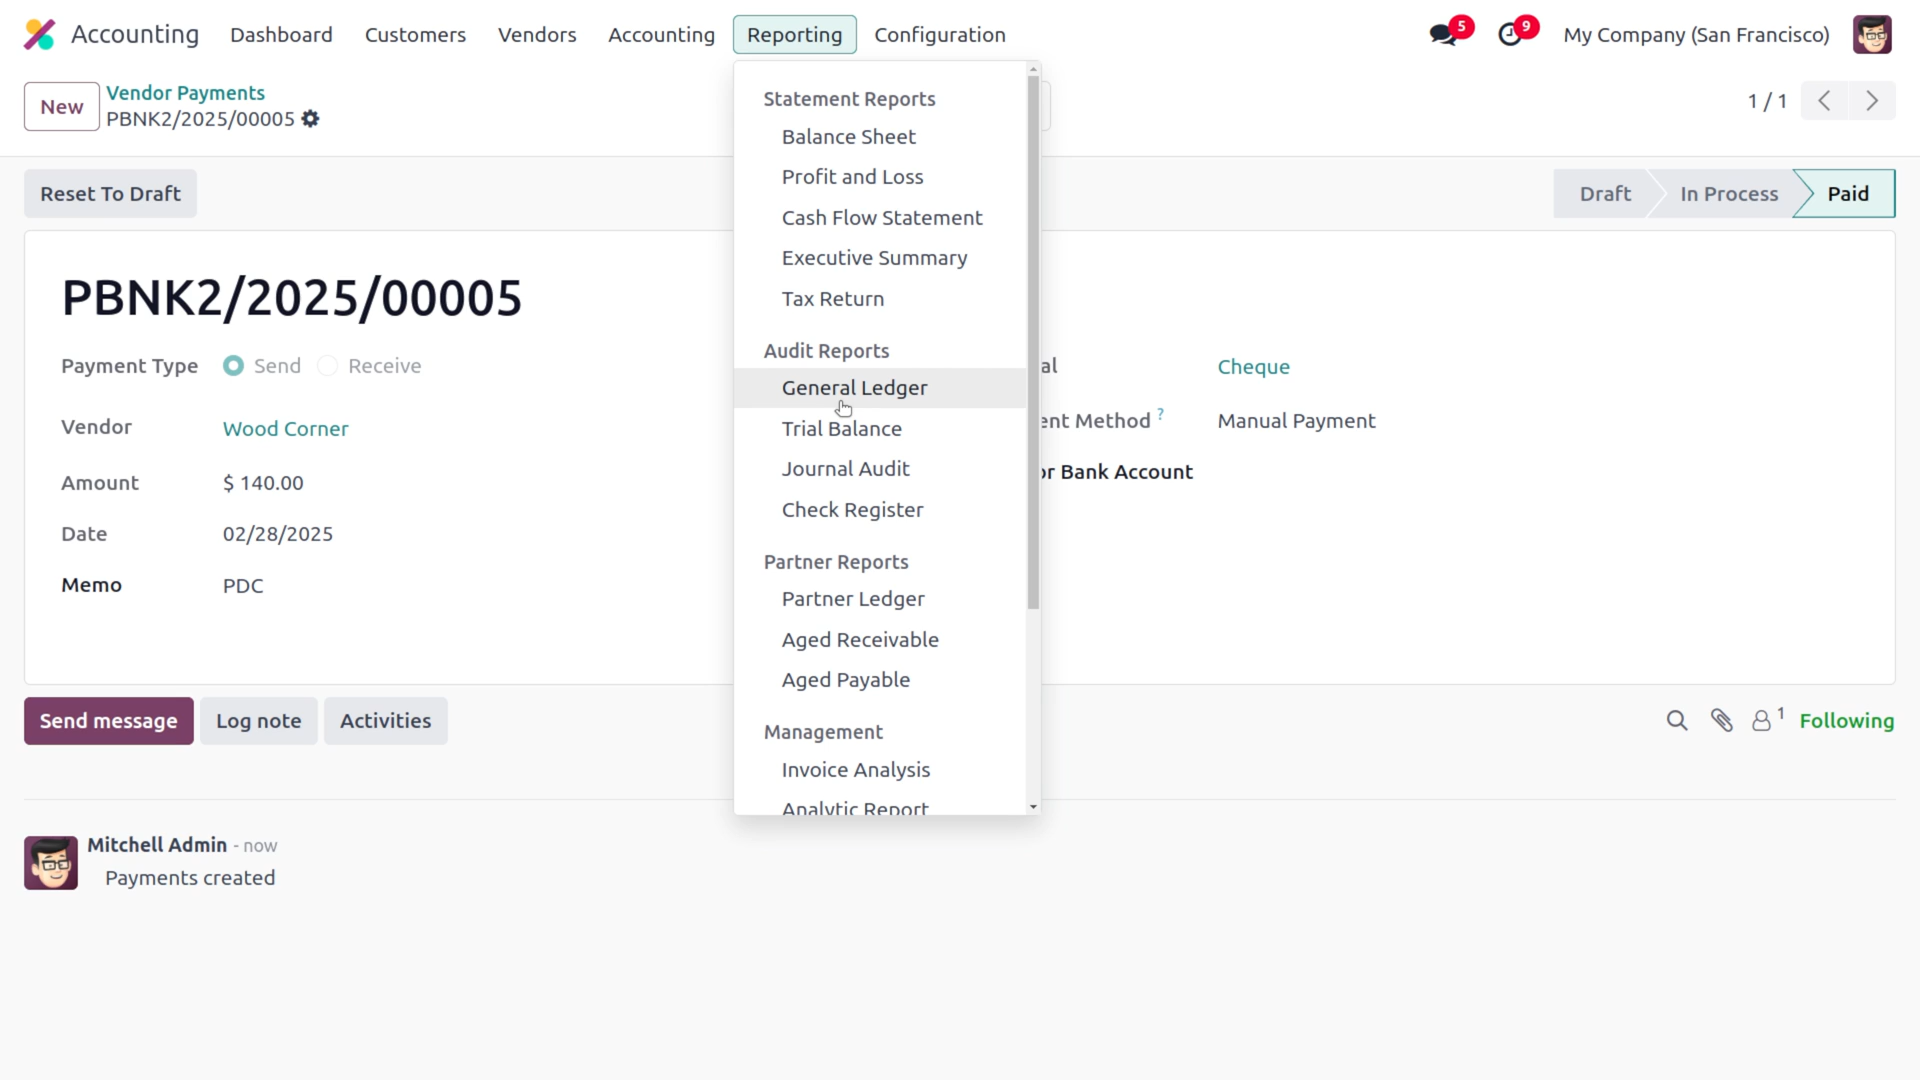 Accounting Dashboard Customers Vendors Accounting Reporting Configuration 5 9 My Company (San Francisco)
New Vendor Payments
PBNK2/2025/00005
1 / 1
Reset To Draft
Draft In Process Paid
Statement Reports
Balance Sheet
Profit and Loss
Cash Flow Statement
Executive Summary
Tax Return
Audit Reports
General Ledger
Trial Balance
Journal Audit
Check Register
Partner Reports
Partner Ledger
Aged Receivable
Aged Payable
Management
Invoice Analysis
Analytic Report
PBNK2/2025/00005
Payment Type Send Receive
Vendor Wood Corner
Amount $ 140.00
Date 02/28/2025
Memo PDC
al Cheque
ent Method ? Manual Payment
or Bank Account
Send message Log note Activities
1 Following
Mitchell Admin - now
Payments created